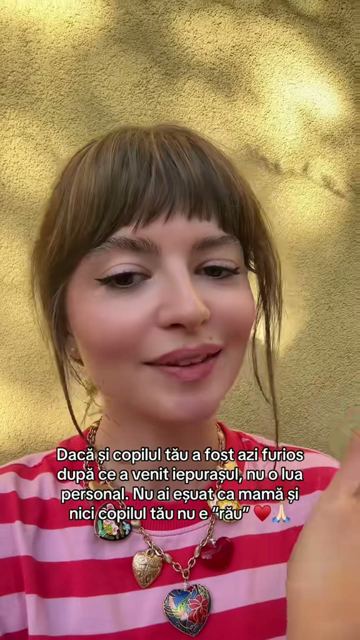 Dacă și copilul tău a fost azi furios
după ce a venit iepurașul, nu o lua
personal. Nu ai eșuat ca mamă și
nici copilul tău nu e “rău” ❤️🙏🏻